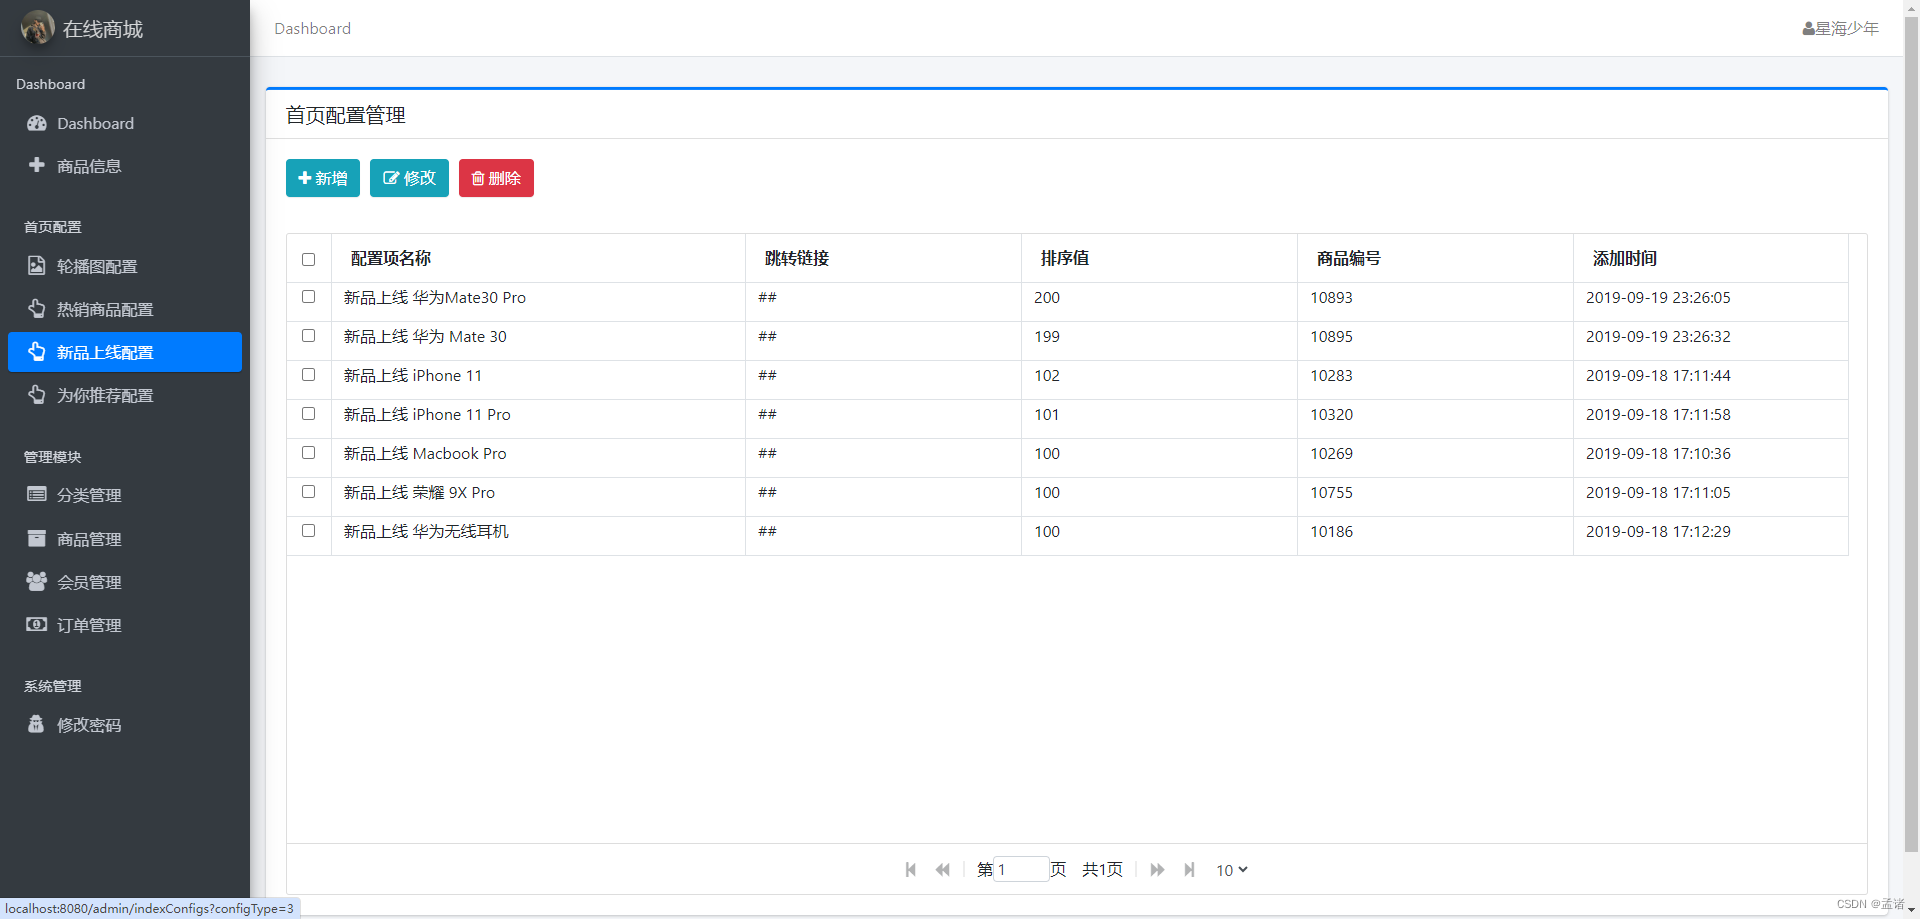 在线商城
Dashboard
星海少年
Dashboard
Dashboard
商品信息
首页配置
轮播图配置
热销商品配置
新品上线配置
为你推荐配置
管理模块
分类管理
商品管理
会员管理
订单管理
系统管理
修改密码
首页配置管理
新增 修改 删除
配置项名称 跳转链接 排序值 商品编号 添加时间
新品上线 华为Mate30 Pro ## 200 10893 2019-09-19 23:26:05
新品上线 华为 Mate 30 ## 199 10895 2019-09-19 23:26:32
新品上线 iPhone 11 ## 102 10283 2019-09-18 17:11:44
新品上线 iPhone 11 Pro ## 101 10320 2019-09-18 17:11:58
新品上线 Macbook Pro ## 100 10269 2019-09-18 17:10:36
新品上线 荣耀 9X Pro ## 100 10755 2019-09-18 17:11:05
新品上线 华为无线耳机 ## 100 10186 2019-09-18 17:12:29
第 1 页 共1页 10
localhost:8080/admin/indexConfigs?configType=3
CSDN @孟诸